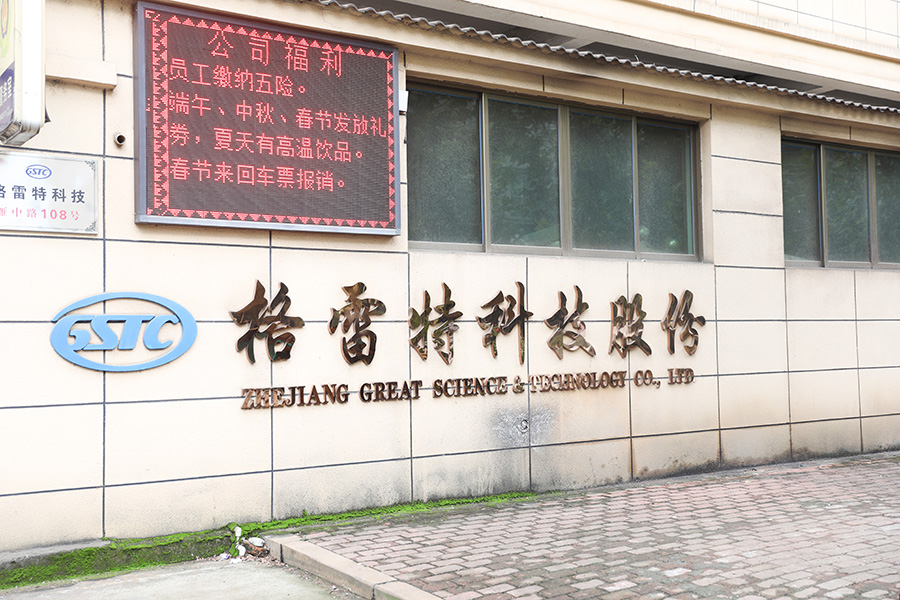 公司福利
员工缴纳五险。
端午、中秋、春节发放礼
券，夏天有高温饮品。
春节来回车票报销。
GSTC
格雷特科技
中路108号
GSTC
格雷特科技股份
ZHEJIANG GREAT SCIENCE & TECHNOLOGY CO., LTD